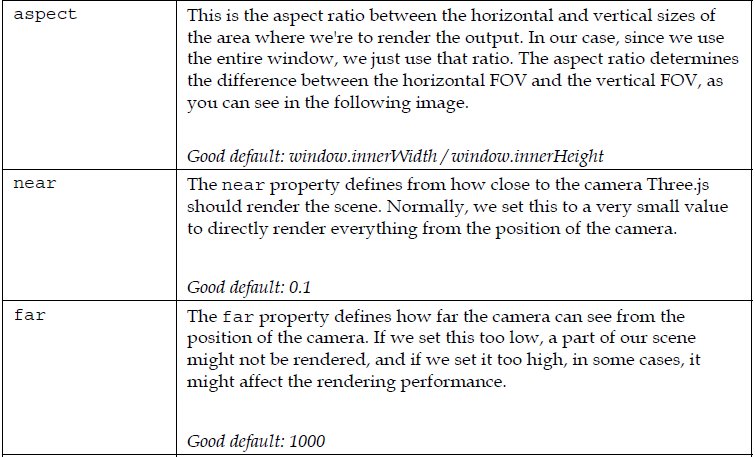 aspect
This is the aspect ratio between the horizontal and vertical sizes of
the area where we're to render the output. In our case, since we use
the entire window, we just use that ratio. The aspect ratio determines
the difference between the horizontal FOV and the vertical FOV, as
you can see in the following image.
Good default: window.innerWidth / window.innerHeight
near
The near property defines from how close to the camera Three.js
should render the scene. Normally, we set this to a very small value
to directly render everything from the position of the camera.
Good default: 0.1
far
The far property defines how far the camera can see from the
position of the camera. If we set this too low, a part of our scene
might not be rendered, and if we set it too high, in some cases, it
might affect the rendering performance.
Good default: 1000